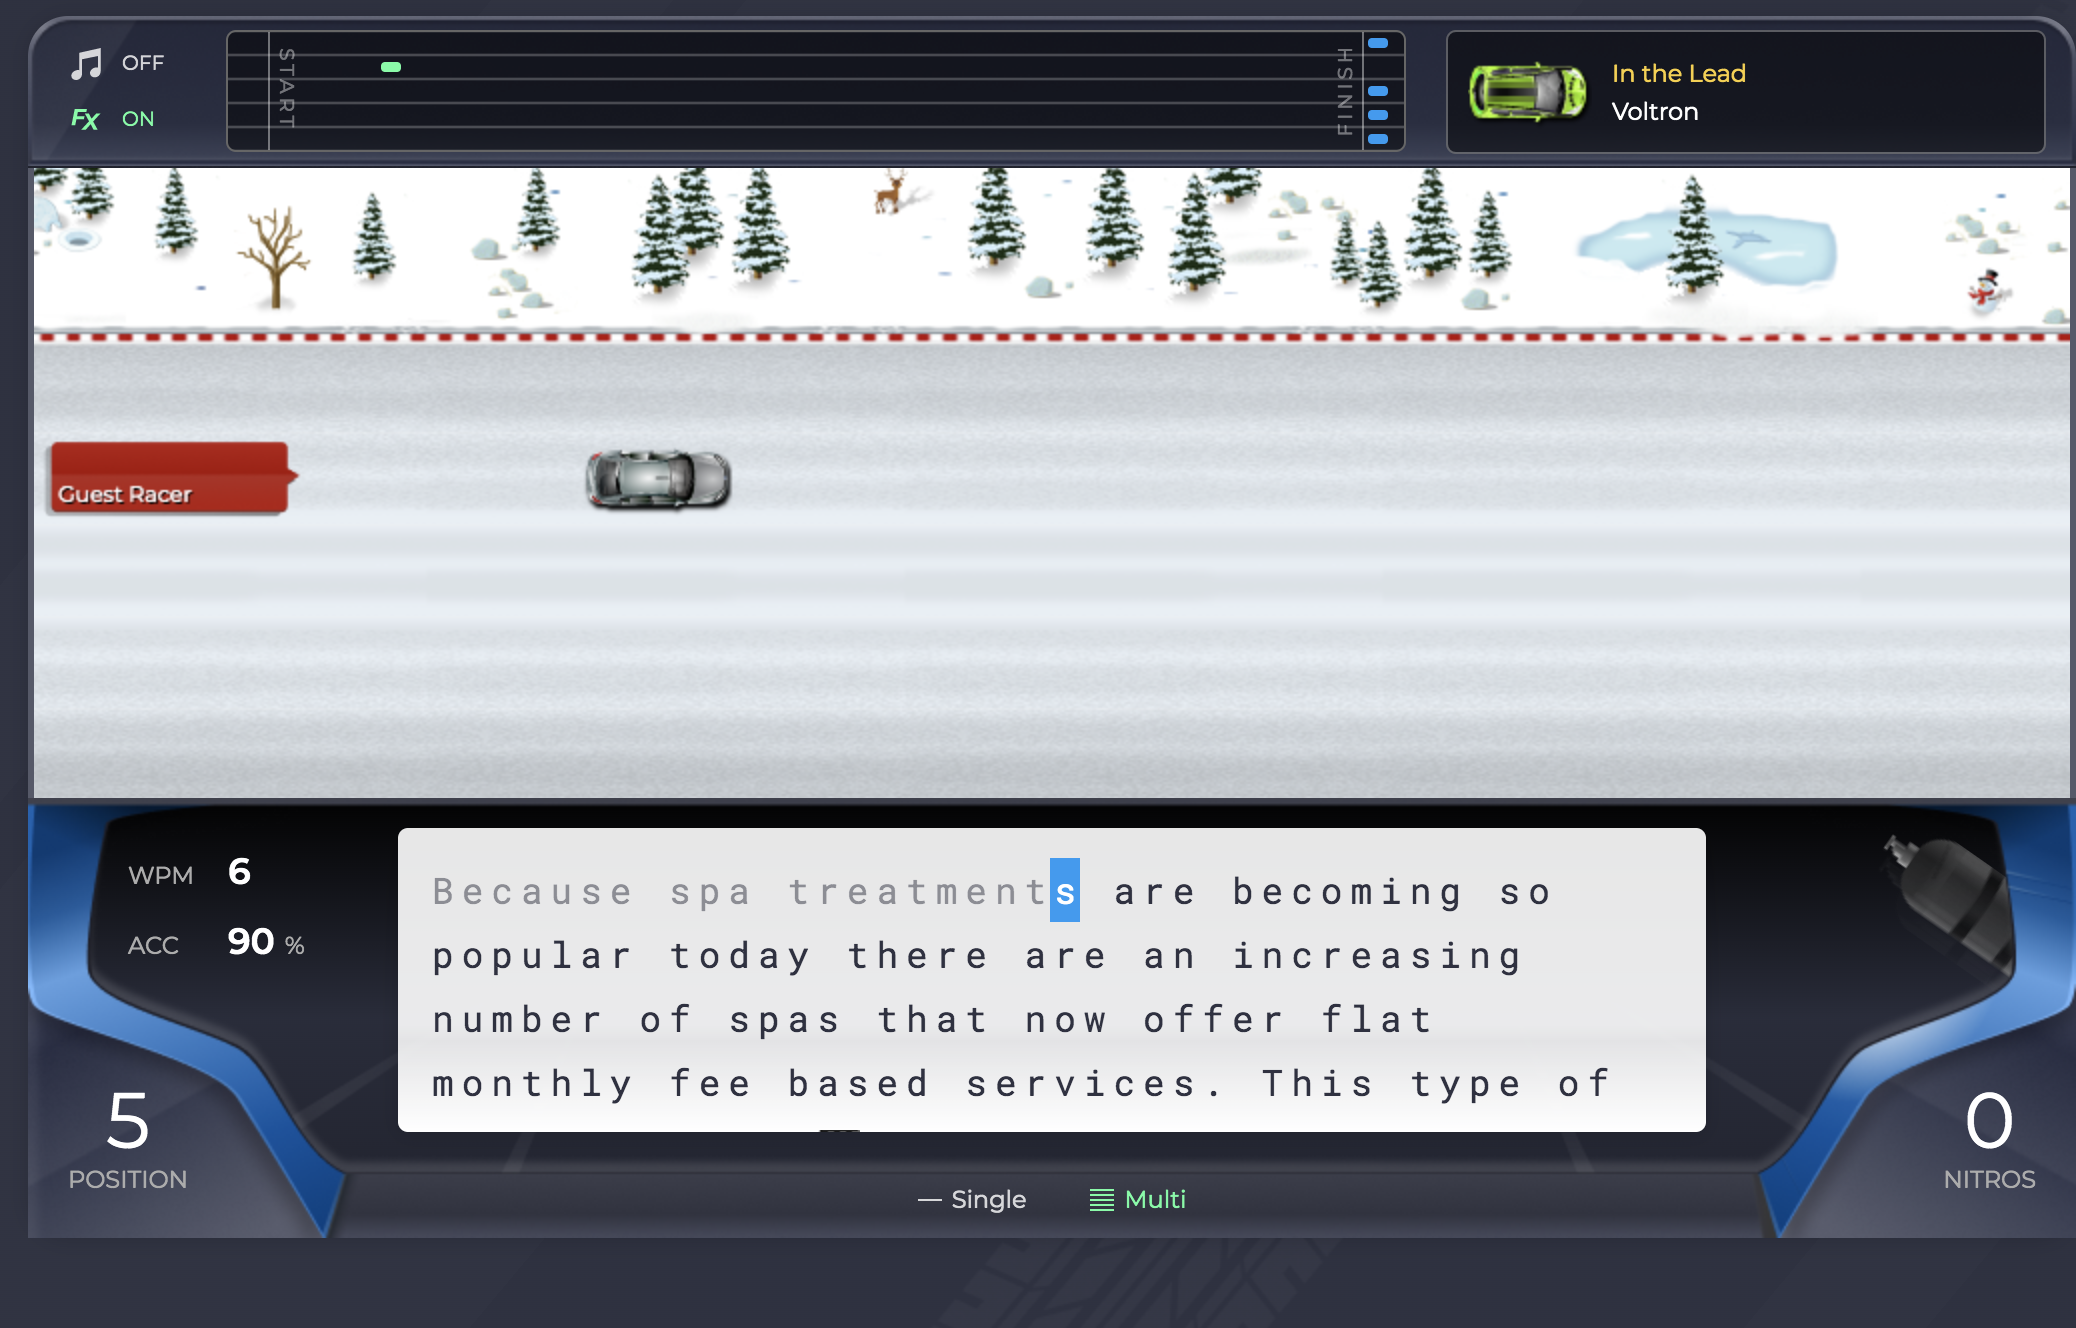 OFF
Fx ON
START
FINISH
In the Lead
Voltron
Guest Racer
WPM 6
ACC 90 %
Because spa treatments are becoming so
popular today there are an increasing
number of spas that now offer flat
monthly fee based services. This type of
5
POSITION
0
NITROS
Single
Multi